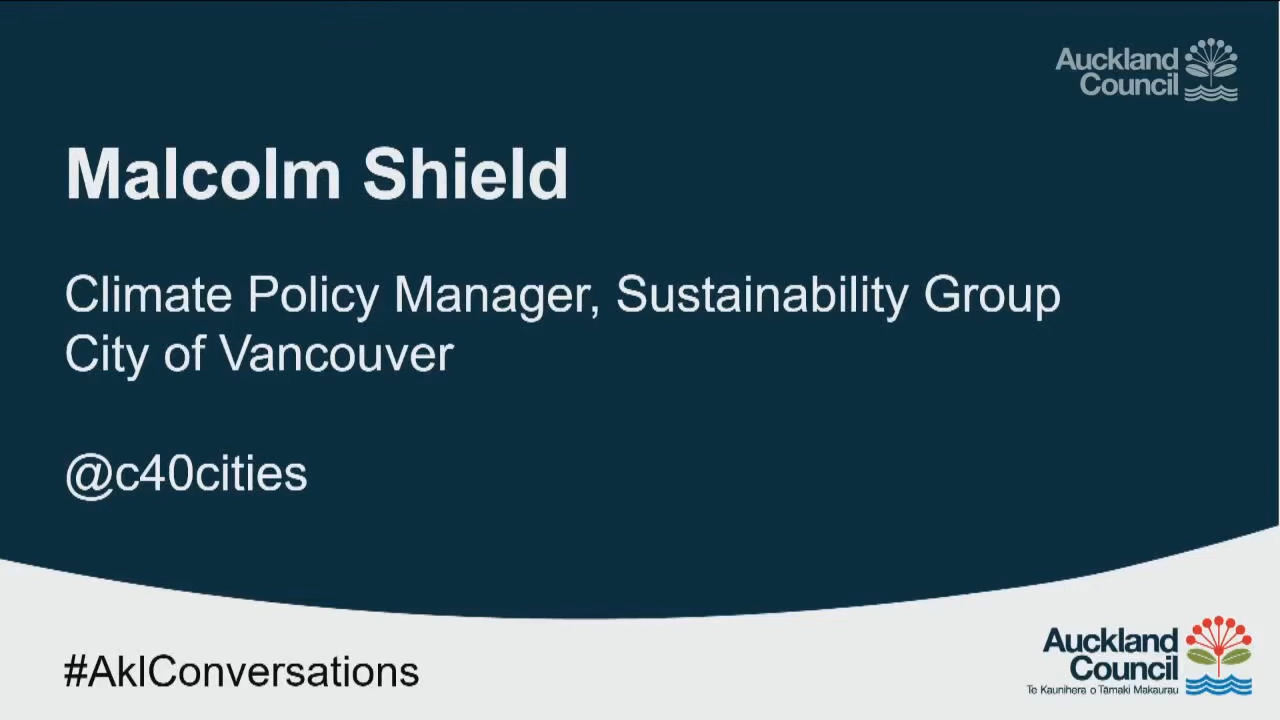 Auckland
Council
Malcolm Shield
Climate Policy Manager, Sustainability Group
City of Vancouver
@c40cities
#AklConversations
Auckland
Council
Te Kaunihera o Tāmaki Makaurau